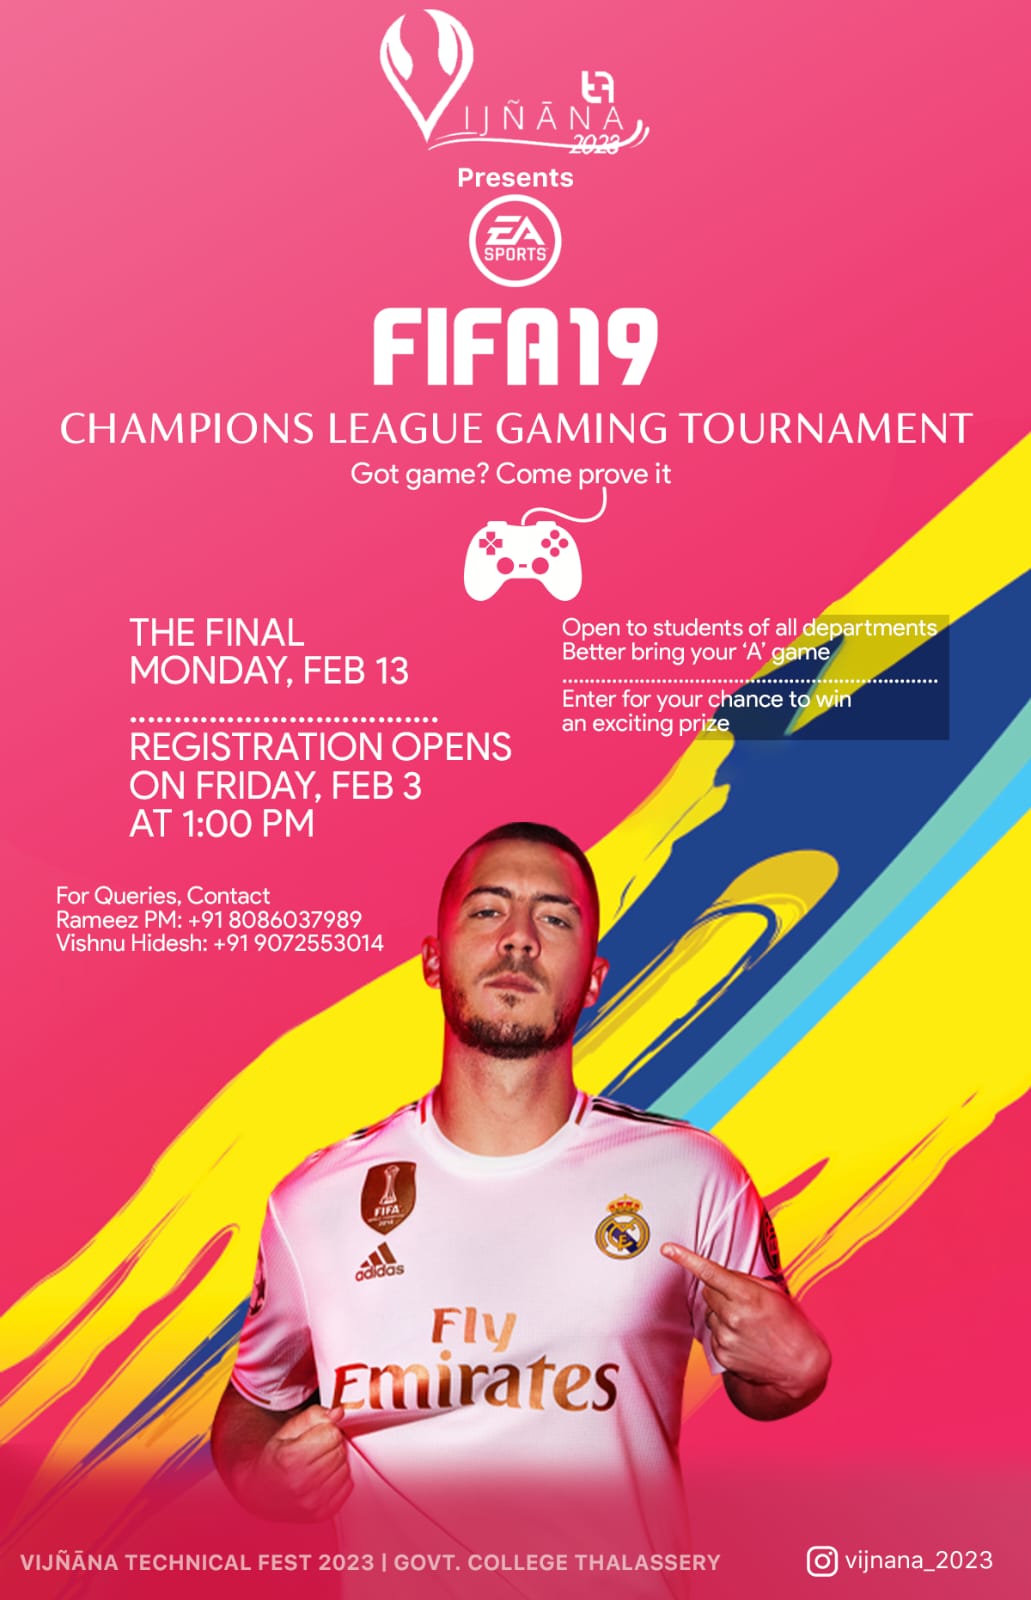 VIJÑĀNA
2023
Presents
EA
SPORTS
FIFA19
CHAMPIONS LEAGUE GAMING TOURNAMENT
Got game? Come prove it
THE FINAL
MONDAY, FEB 13
REGISTRATION OPENS
ON FRIDAY, FEB 3
AT 1:00 PM
Open to students of all departments
Better bring your ‘A’ game
Enter for your chance to win
an exciting prize
For Queries, Contact
Rameez PM: +91 8086037989
Vishnu Hidesh: +91 9072553014
FIFA
adidas
Fly
Emirates
VIJÑĀNA TECHNICAL FEST 2023 | GOVT. COLLEGE THALASSERY
vijnana_2023